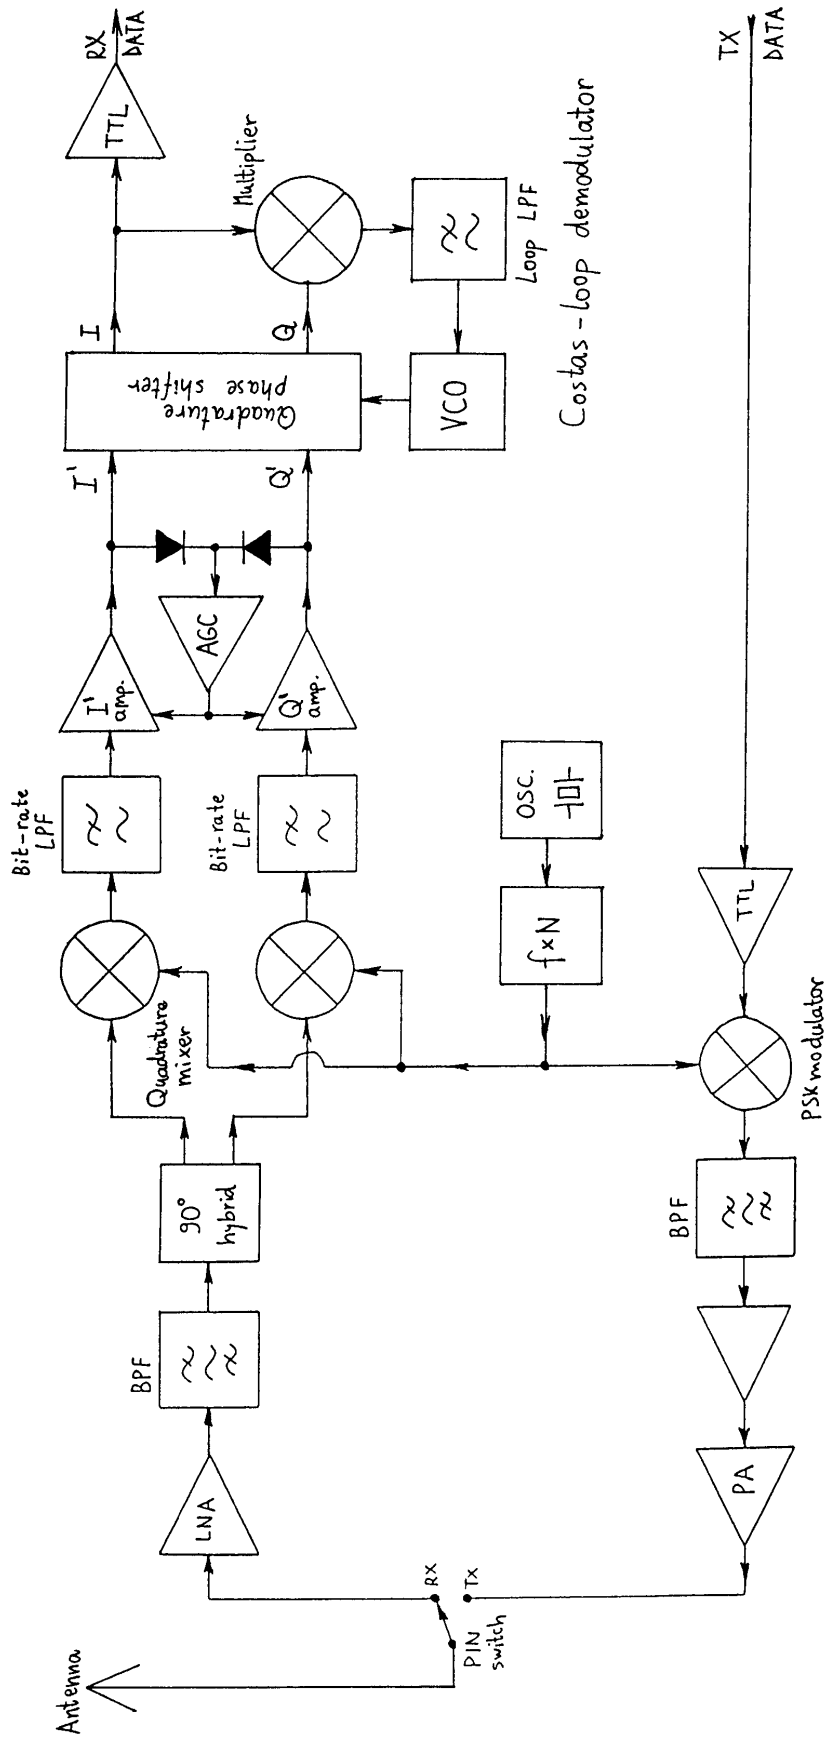 Antenna
PIN
switch
RX
TX
LNA
BPF
90°
hybrid
Quadrature
mixer
Bit-rate
LPF
Bit-rate
LPF
I'
amp.
Q'
amp.
AGC
I'
Q'
Quadrature
phase shifter
I
Q
Multiplier
TTL
RX
DATA
Loop LPF
VCO
Costas-loop demodulator
OSC.
f×N
TX
DATA
TTL
PSK modulator
BPF
PA